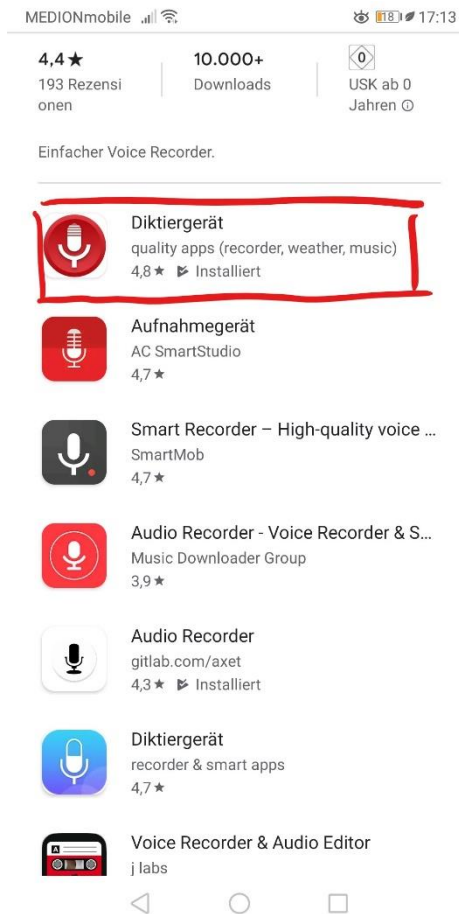 MEDIONmobile 18 17:13
4,4★ 10.000+ 0
193 Rezensi Downloads USK ab 0
onen Jahren
Einfacher Voice Recorder.
Diktiergerät
quality apps (recorder, weather, music)
4,8★ Installiert
Aufnahmegerät
AC SmartStudio
4,7★
Smart Recorder – High-quality voice ...
SmartMob
4,7★
Audio Recorder - Voice Recorder & S...
Music Downloader Group
3,9★
Audio Recorder
gitlab.com/axet
4,3★ Installiert
Diktiergerät
recorder & smart apps
4,7★
A
Voice Recorder & Audio Editor
j labs